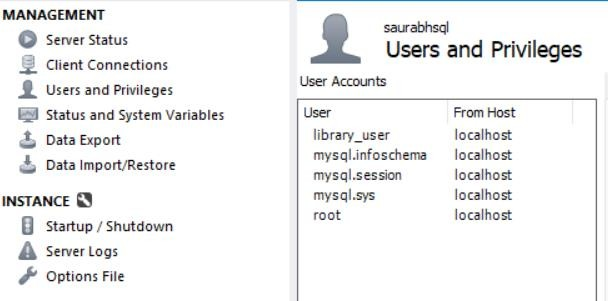 MANAGEMENT
Server Status
Client Connections
Users and Privileges
Status and System Variables
Data Export
Data Import/Restore
INSTANCE
Startup / Shutdown
Server Logs
Options File
saurabhsql
Users and Privileges
User Accounts
User From Host
library_user localhost
mysql.infoschema localhost
mysql.session localhost
mysql.sys localhost
root localhost